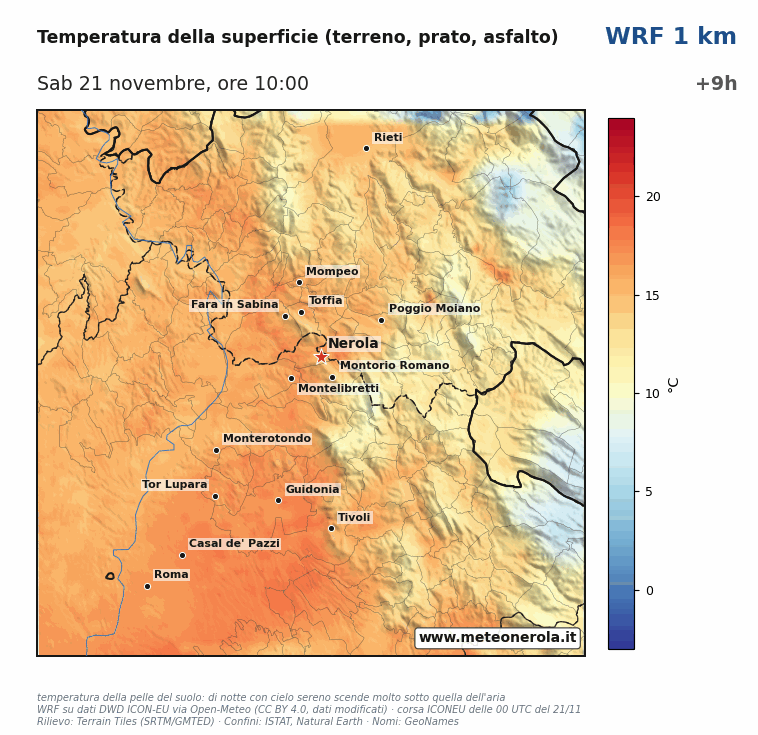 Temperatura della superficie (terreno, prato, asfalto)
WRF 1 km
Sab 21 novembre, ore 10:00
+9h
Rieti
Mompeo
Fara in Sabina
Toffia
Poggio Moiano
Nerola
Montorio Romano
Montelibretti
Monterotondo
Tor Lupara
Guidonia
Tivoli
Casal de' Pazzi
Roma
www.meteonerola.it
20
15
10
5
0
°C
temperatura della pelle del suolo: di notte con cielo sereno scende molto sotto quella dell'aria
WRF su dati DWD ICON-EU via Open-Meteo (CC BY 4.0, dati modificati) · corsa ICONEU delle 00 UTC del 21/11
Rilievo: Terrain Tiles (SRTM/GMTED) · Confini: ISTAT, Natural Earth · Nomi: GeoNames